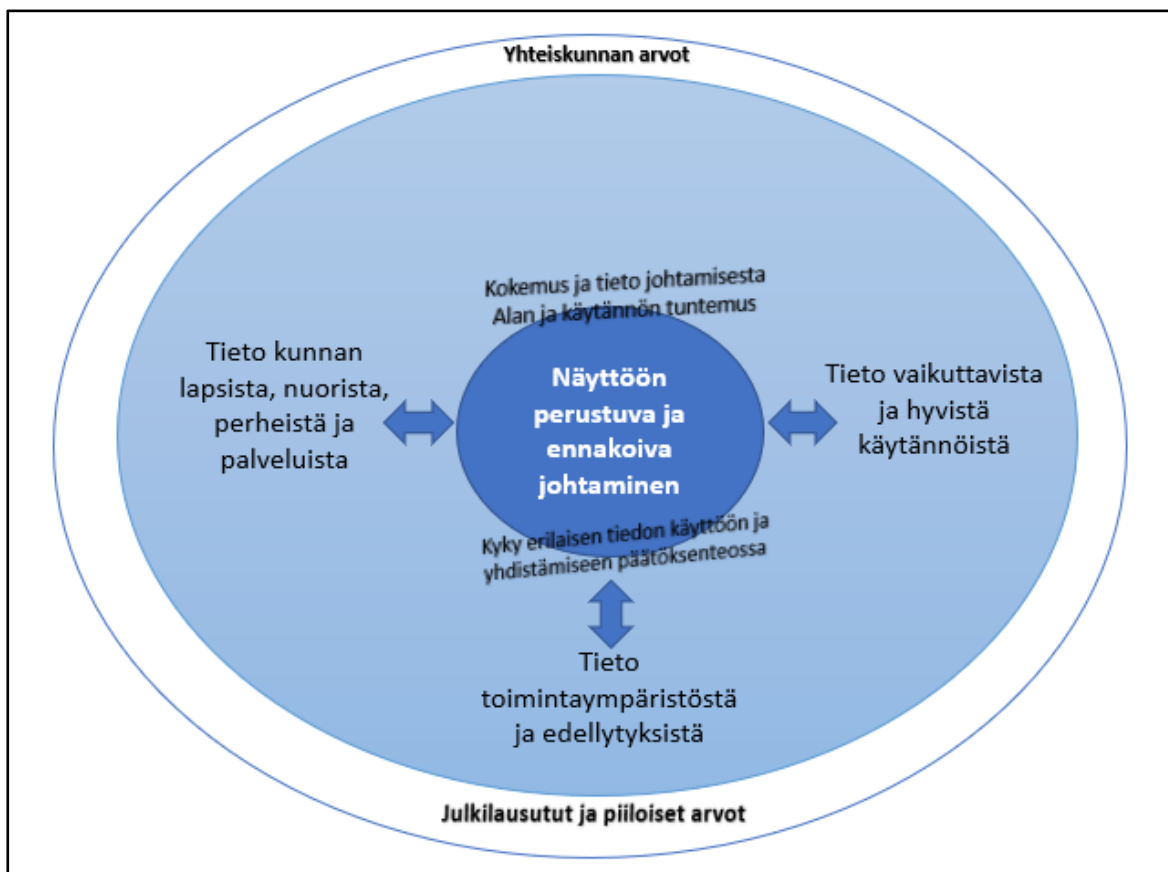 Yhteiskunnan arvot
Kokemus ja tieto johtamisesta
Alan ja käytännön tuntemus
Tieto kunnan
lapsista, nuorista,
perheistä ja
palveluista
Näyttöön
perustuva ja
ennakoiva
johtaminen
Tieto vaikuttavista
ja hyvistä
käytännöistä
Kyky erilaisen tiedon käyttöön ja
yhdistämiseen päätöksenteossa
Tieto
toimintaympäristöstä
ja edellytyksistä
Julkilausutut ja piiloiset arvot